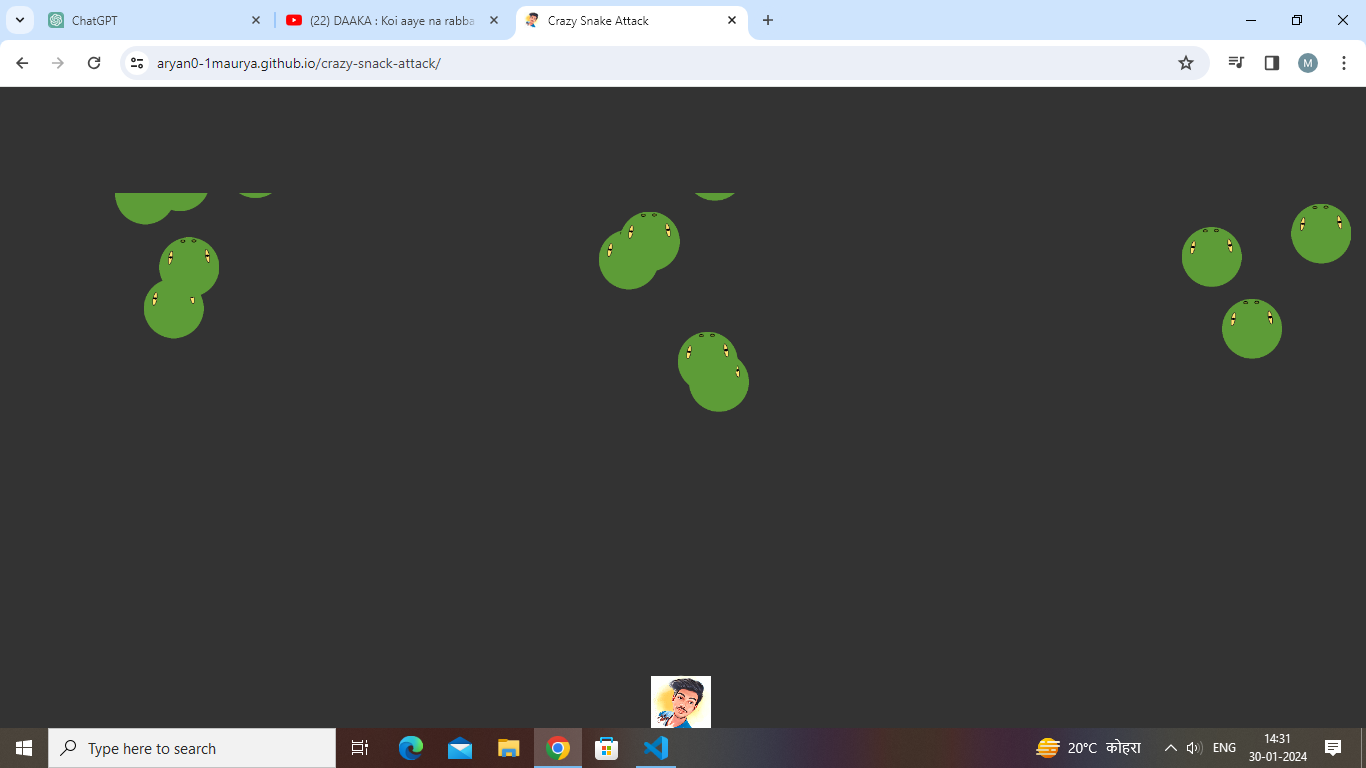 ChatGPT
(22) DAAKA : Koi aaye na rabba
Crazy Snake Attack
aryan0-1maurya.github.io/crazy-snack-attack/
M
Type here to search
20°C कोहरा
ENG
14:31
30-01-2024